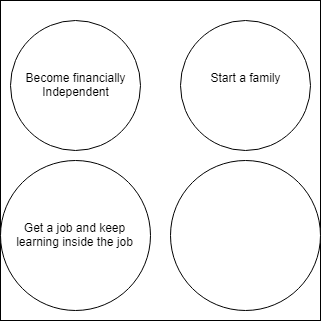 Become financially
Independent
Start a family
Get a job and keep
learning inside the job